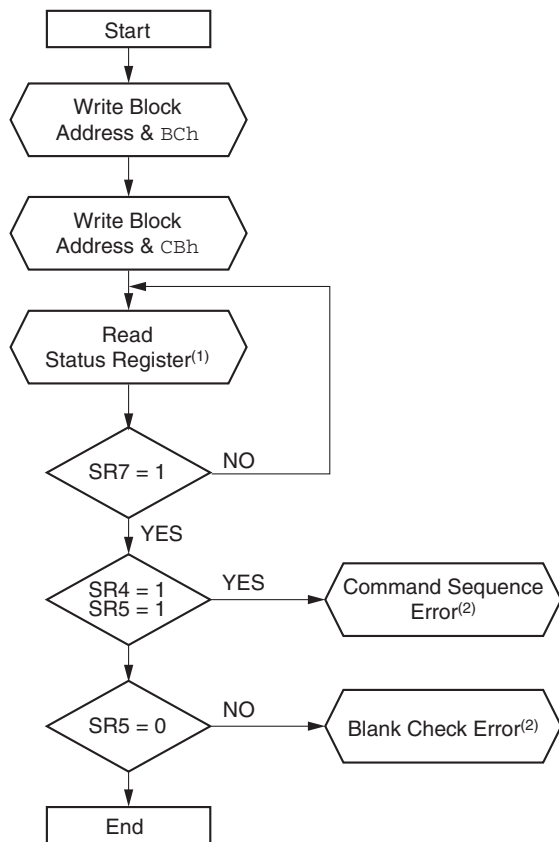 Start
Write Block
Address & BCh
Write Block
Address & CBh
Read
Status Register(1)
SR7 = 1
NO
YES
SR4 = 1
SR5 = 1
YES
Command Sequence
Error(2)
SR5 = 0
NO
Blank Check Error(2)
End